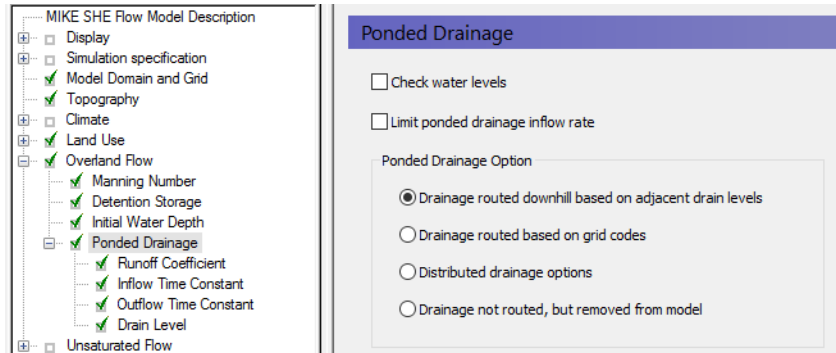 MIKE SHE Flow Model Description
Display
Simulation specification
Model Domain and Grid
Topography
Climate
Land Use
Overland Flow
Manning Number
Detention Storage
Initial Water Depth
Ponded Drainage
Runoff Coefficient
Inflow Time Constant
Outflow Time Constant
Drain Level
Unsaturated Flow
Ponded Drainage
Check water levels
Limit ponded drainage inflow rate
Ponded Drainage Option
Drainage routed downhill based on adjacent drain levels
Drainage routed based on grid codes
Distributed drainage options
Drainage not routed, but removed from model